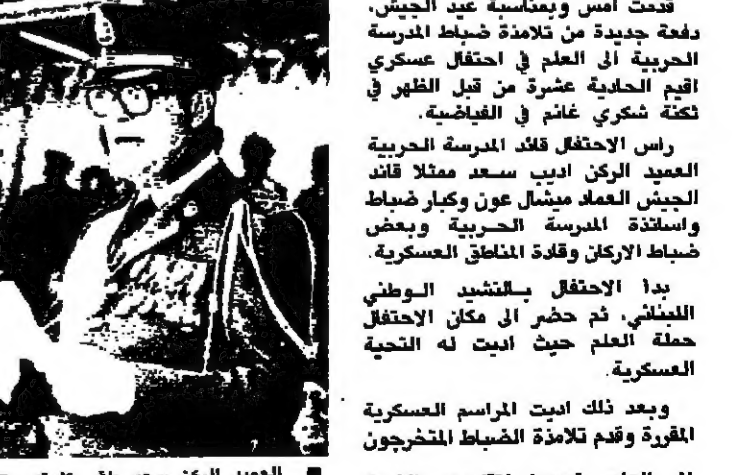 قدمت امس وبمناسبة عيد الجيش،
دفعة جديدة من تلامذة ضباط المدرسة
الحربية الى العلم في احتفال عسكري
اقيم الحادية عشرة من قبل الظهر في
ثكنة شكري غانم في الفياضية.
راس الاحتفال قائد المدرسة الحربية
العميد الركن اديب سعد ممثلا قائد
الجيش العماد ميشال عون وكبار ضباط
واساتذة المدرسة الحربية وبعض
ضباط الاركان وقادة المناطق العسكرية.
بدا الاحتفال بالنشيد الوطني
اللبناني، ثم حضر الى مكان الاحتفال
حملة العلم حيث اديت له التحية
العسكرية.
وبعد ذلك اديت المراسم العسكرية
المقررة وقدم تلامذة الضباط المتخرجون
العميد الركن